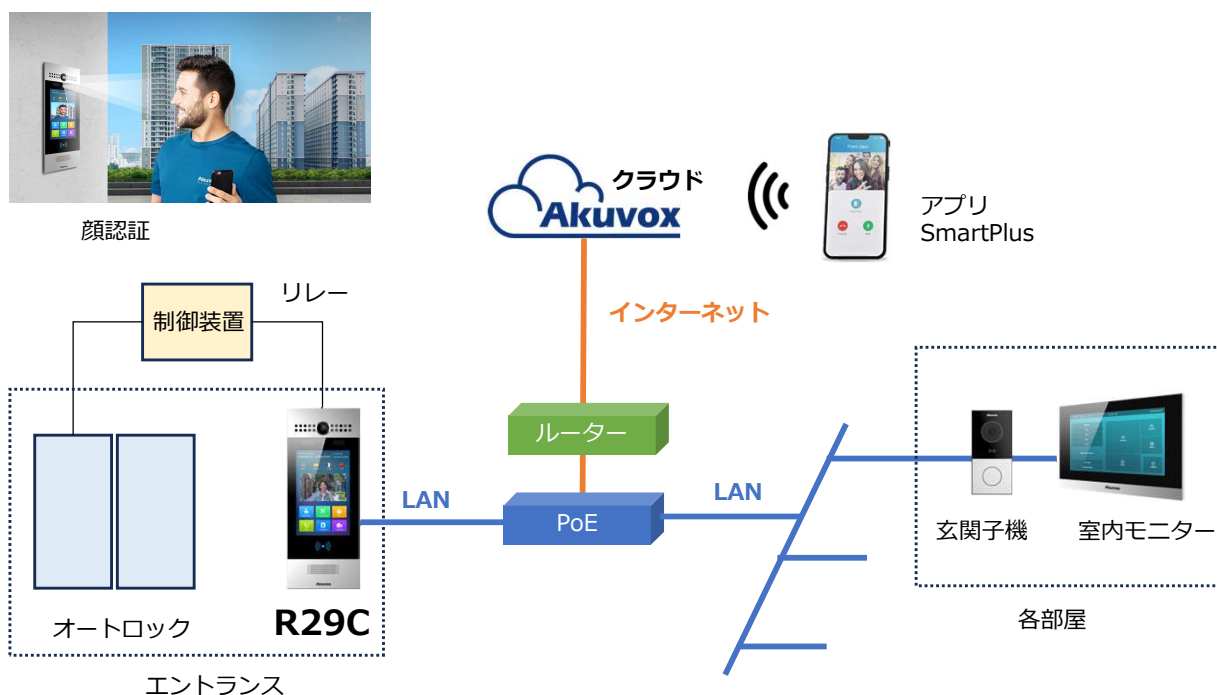 顔認証
クラウド
Akuvox
アプリ
SmartPlus
リレー
制御装置
インターネット
ルーター
LAN
PoE
LAN
玄関子機
室内モニター
オートロック
R29C
各部屋
エントランス